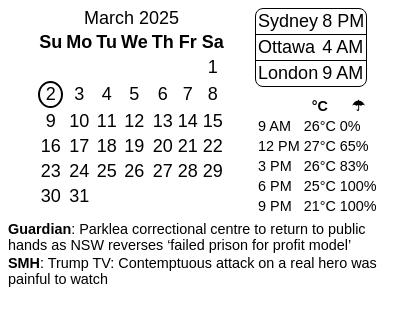 March 2025
Su Mo Tu We Th Fr Sa
1
2 3 4 5 6 7 8
9 10 11 12 13 14 15
16 17 18 19 20 21 22
23 24 25 26 27 28 29
30 31
Sydney 8 PM
Ottawa 4 AM
London 9 AM
°C ☂
9 AM 26°C 0%
12 PM 27°C 65%
3 PM 26°C 83%
6 PM 25°C 100%
9 PM 21°C 100%
Guardian: Parklea correctional centre to return to public
hands as NSW reverses ‘failed prison for profit model’
SMH: Trump TV: Contemptuous attack on a real hero was
painful to watch